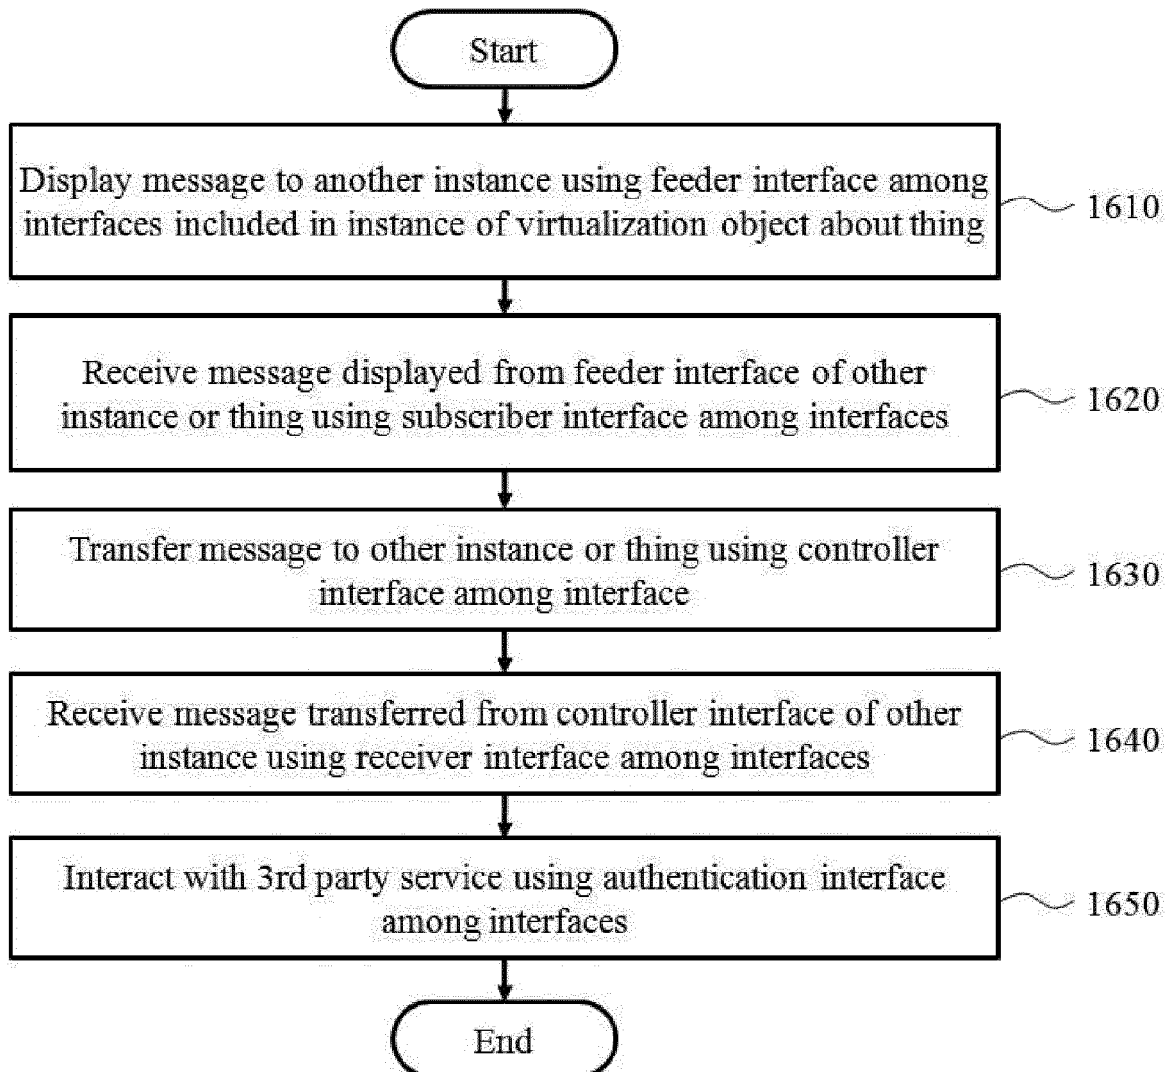 Start
Display message to another instance using feeder interface among
interfaces included in instance of virtualization object about thing
1610
Receive message displayed from feeder interface of other
instance or thing using subscriber interface among interfaces
1620
Transfer message to other instance or thing using controller
interface among interface
1630
Receive message transferred from controller interface of other
instance using receiver interface among interfaces
1640
Interact with 3rd party service using authentication interface
among interfaces
1650
End